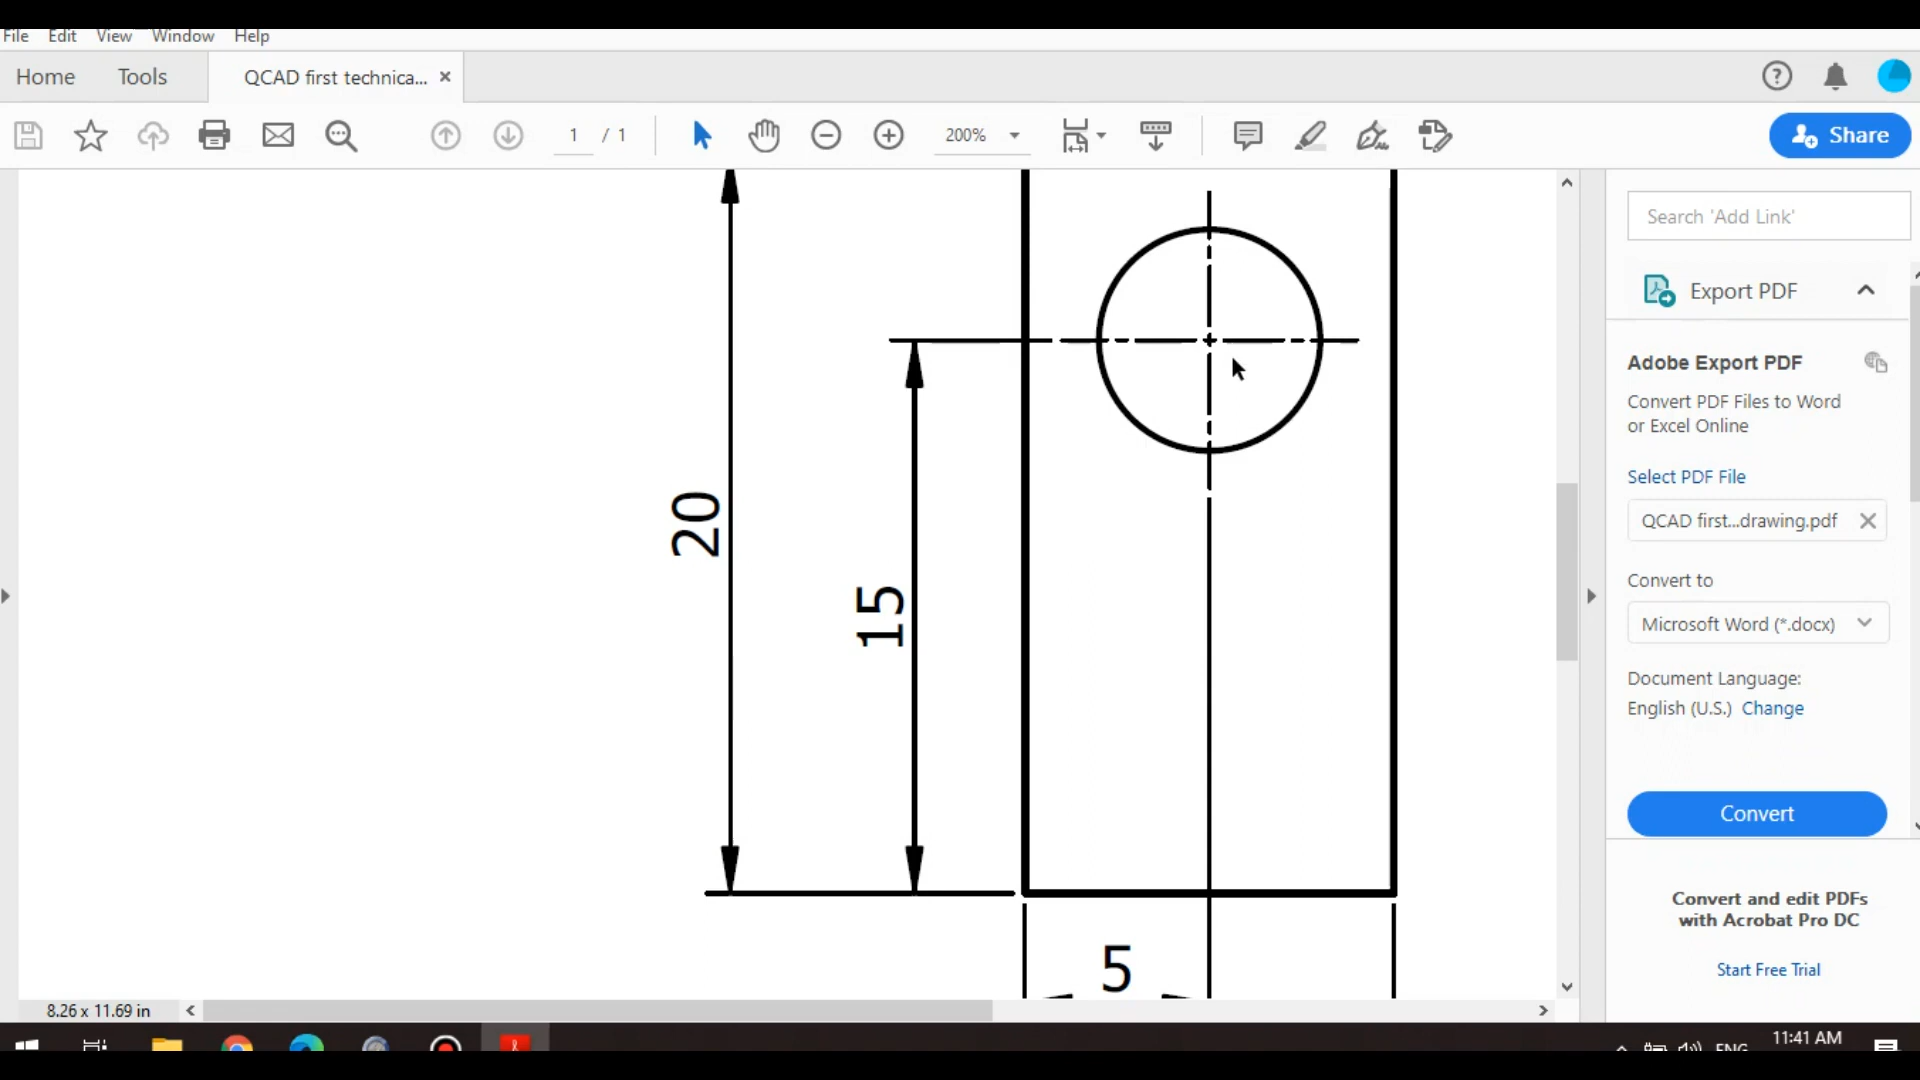 File Edit View Window Help
Home Tools QCAD first technica... ×
1 / 1 200% Share
Search 'Add Link'
Export PDF
Adobe Export PDF
Convert PDF Files to Word
or Excel Online
Select PDF File
QCAD first...drawing.pdf
Convert to
Microsoft Word (*.docx)
Document Language:
English (U.S.) Change
Convert
Convert and edit PDFs
with Acrobat Pro DC
Start Free Trial
20
15
5
8.26 x 11.69 in
ENG 11:41 AM